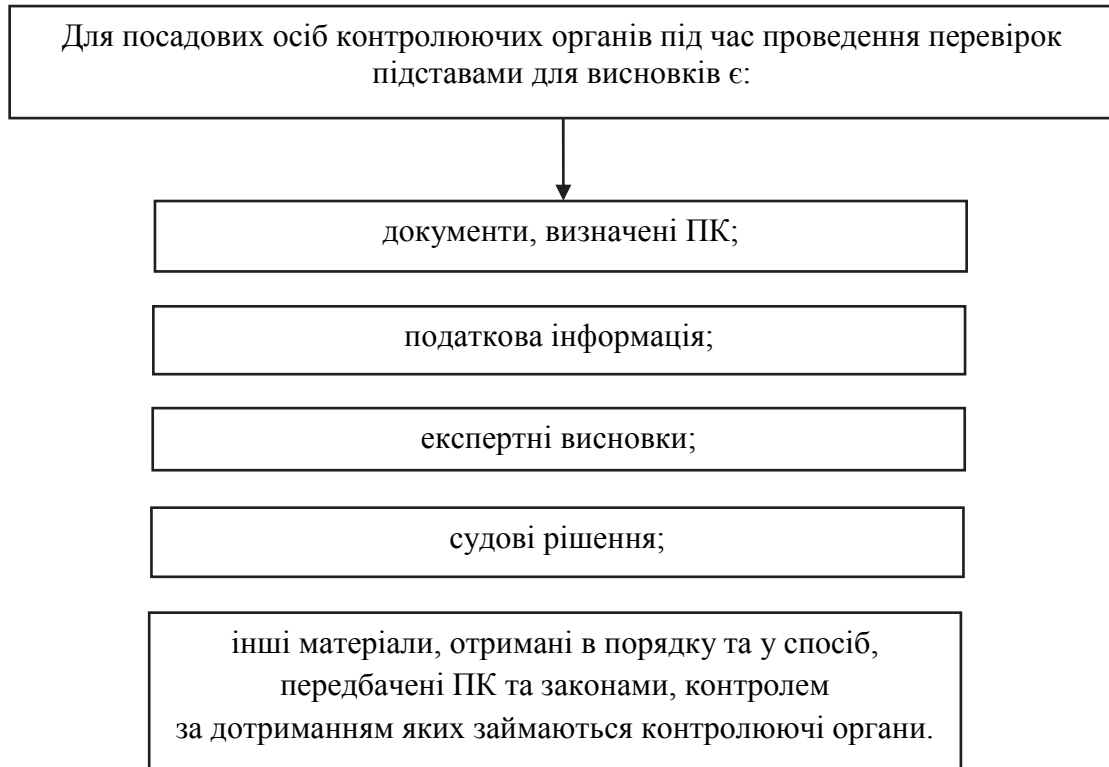 Для посадових осіб контролюючих органів під час проведення перевірок
підставами для висновків є:
документи, визначені ПК;
податкова інформація;
експертні висновки;
судові рішення;
інші матеріали, отримані в порядку та у спосіб,
передбачені ПК та законами, контролем
за дотриманням яких займаються контролюючі органи.